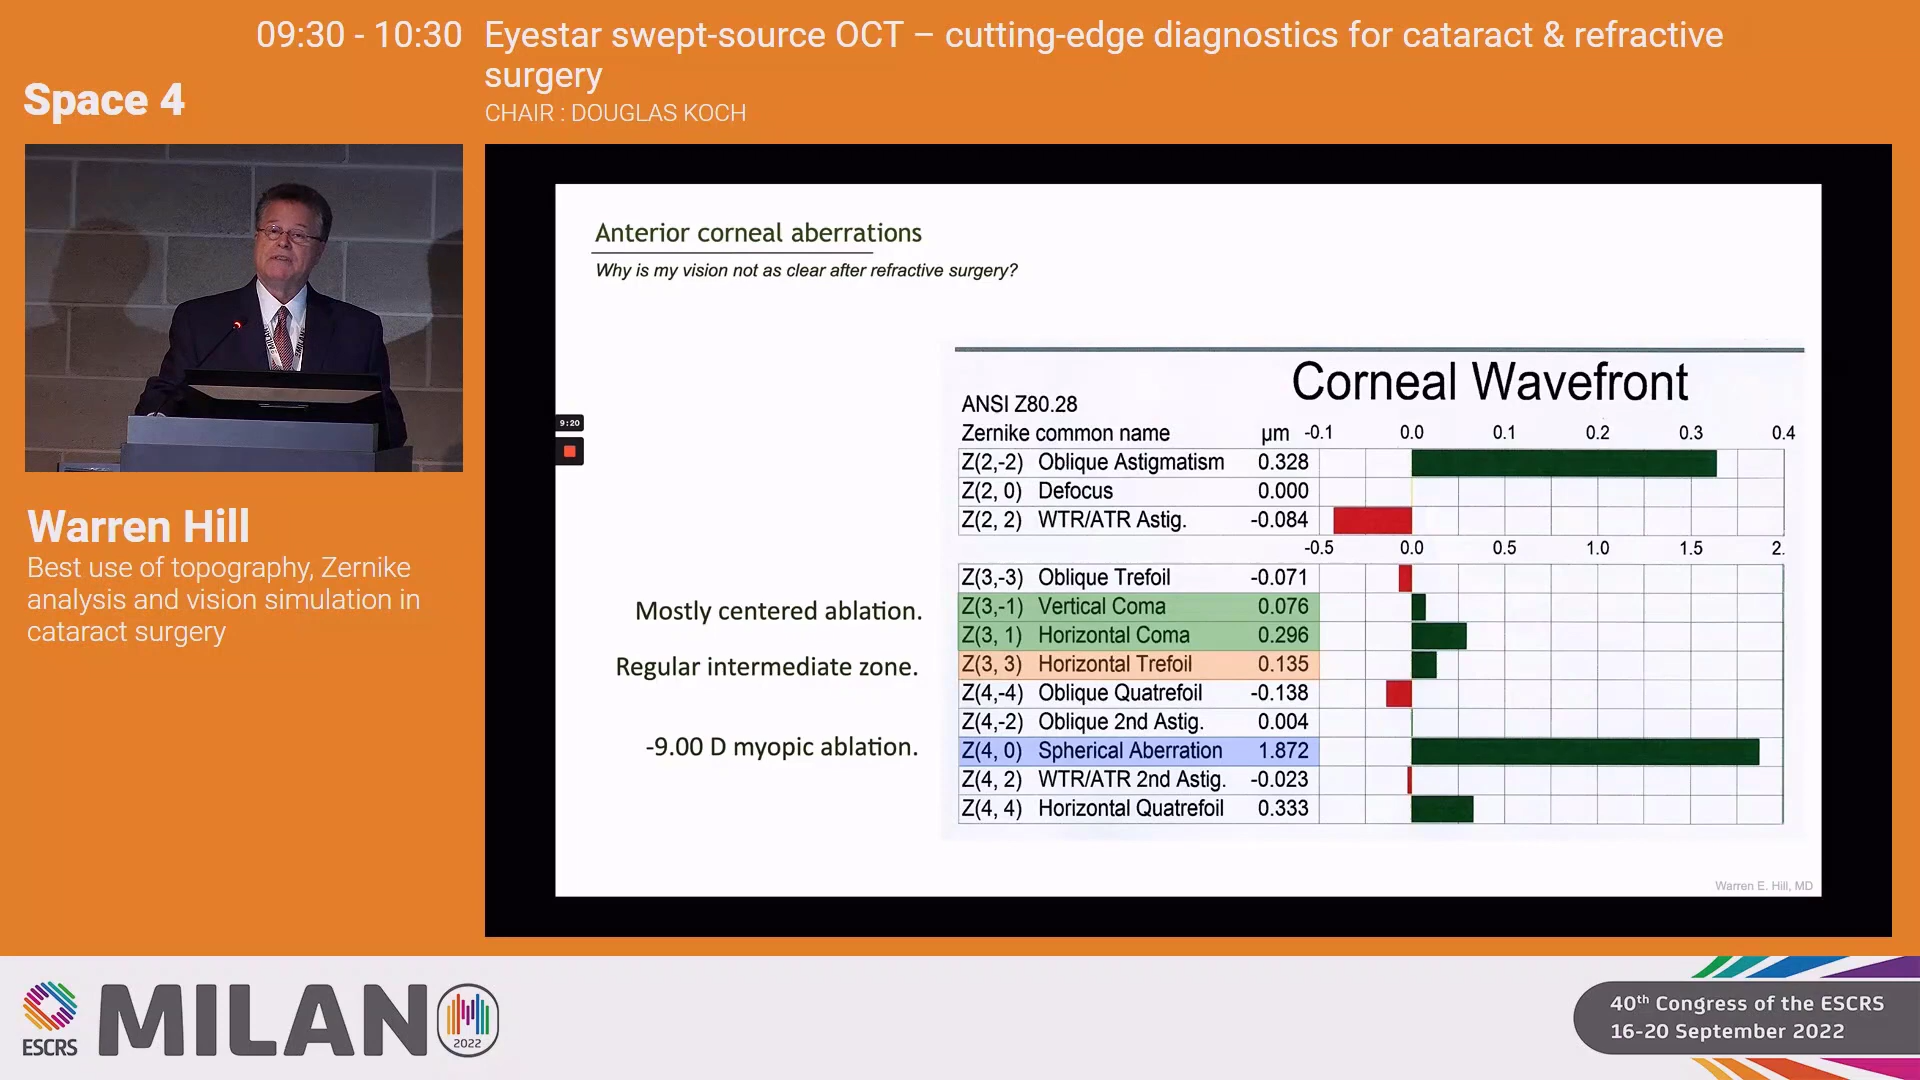 09:30 - 10:30 Eyestar swept-source OCT – cutting-edge diagnostics for cataract & refractive
surgery
Space 4
CHAIR : DOUGLAS KOCH
Warren Hill
Best use of topography, Zernike
analysis and vision simulation in
cataract surgery
Anterior corneal aberrations
Why is my vision not as clear after refractive surgery?
9:20
Mostly centered ablation.
Regular intermediate zone.
-9.00 D myopic ablation.
Corneal Wavefront
ANSI Z80.28
Zernike common name µm -0.1 0.0 0.1 0.2 0.3 0.4
Z(2,-2) Oblique Astigmatism 0.328
Z(2, 0) Defocus 0.000
Z(2, 2) WTR/ATR Astig. -0.084
-0.5 0.0 0.5 1.0 1.5 2.
Z(3,-3) Oblique Trefoil -0.071
Z(3,-1) Vertical Coma 0.076
Z(3, 1) Horizontal Coma 0.296
Z(3, 3) Horizontal Trefoil 0.135
Z(4,-4) Oblique Quatrefoil -0.138
Z(4,-2) Oblique 2nd Astig. 0.004
Z(4, 0) Spherical Aberration 1.872
Z(4, 2) WTR/ATR 2nd Astig. -0.023
Z(4, 4) Horizontal Quatrefoil 0.333
Warren E. Hill, MD
ESCRS
MILAN
2022
40th Congress of the ESCRS
16-20 September 2022